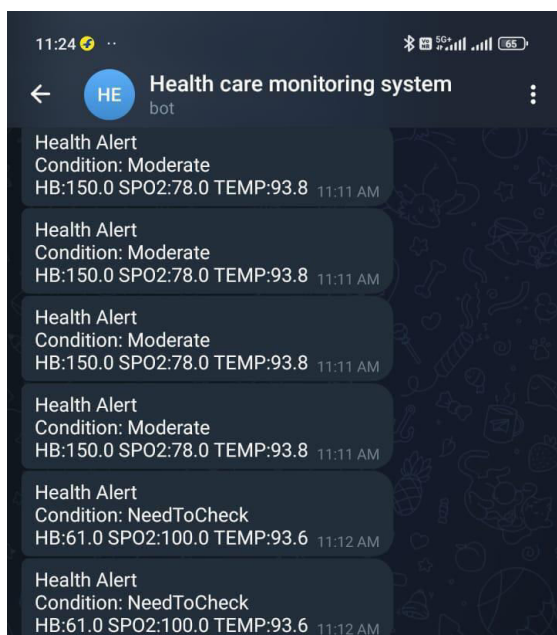 11:24
5G+ 65
HE
Health care monitoring system
bot
Health Alert
Condition: Moderate
HB:150.0 SPO2:78.0 TEMP:93.8 11:11 AM
Health Alert
Condition: Moderate
HB:150.0 SPO2:78.0 TEMP:93.8 11:11 AM
Health Alert
Condition: Moderate
HB:150.0 SPO2:78.0 TEMP:93.8 11:11 AM
Health Alert
Condition: Moderate
HB:150.0 SPO2:78.0 TEMP:93.8 11:11 AM
Health Alert
Condition: NeedToCheck
HB:61.0 SPO2:100.0 TEMP:93.6 11:12 AM
Health Alert
Condition: NeedToCheck
HB:61.0 SPO2:100.0 TEMP:93.6 11:12 AM